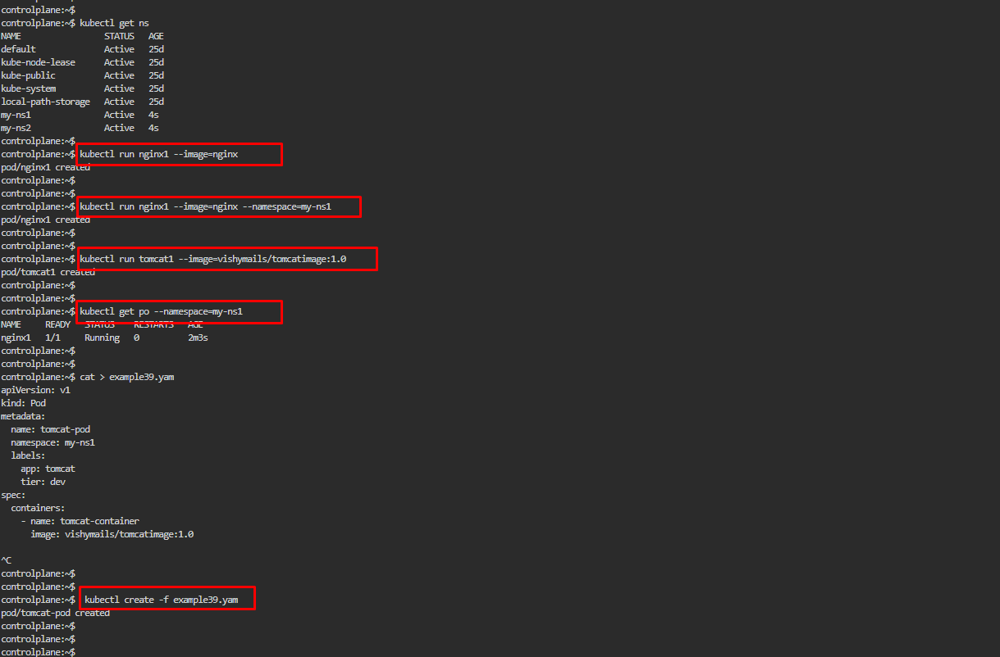 controlplane:~$
controlplane:~$ kubectl get ns
NAME                 STATUS   AGE
default              Active   25d
kube-node-lease      Active   25d
kube-public          Active   25d
kube-system          Active   25d
local-path-storage   Active   25d
my-ns1               Active   4s
my-ns2               Active   4s
controlplane:~$
controlplane:~$ kubectl run nginx1 --image=nginx
pod/nginx1 created
controlplane:~$
controlplane:~$
controlplane:~$ kubectl run nginx1 --image=nginx --namespace=my-ns1
pod/nginx1 created
controlplane:~$
controlplane:~$
controlplane:~$ kubectl run tomcat1 --image=vishymails/tomcatimage:1.0
pod/tomcat1 created
controlplane:~$
controlplane:~$
controlplane:~$ kubectl get po --namespace=my-ns1
NAME     READY   STATUS    RESTARTS   AGE
nginx1   1/1     Running   0          2m3s
controlplane:~$
controlplane:~$
controlplane:~$ cat > example39.yam
apiVersion: v1
kind: Pod
metadata:
  name: tomcat-pod
  namespace: my-ns1
  labels:
    app: tomcat
    tier: dev
spec:
  containers:
    - name: tomcat-container
      image: vishymails/tomcatimage:1.0

^C
controlplane:~$
controlplane:~$
controlplane:~$  kubectl create -f example39.yam
pod/tomcat-pod created
controlplane:~$
controlplane:~$
controlplane:~$